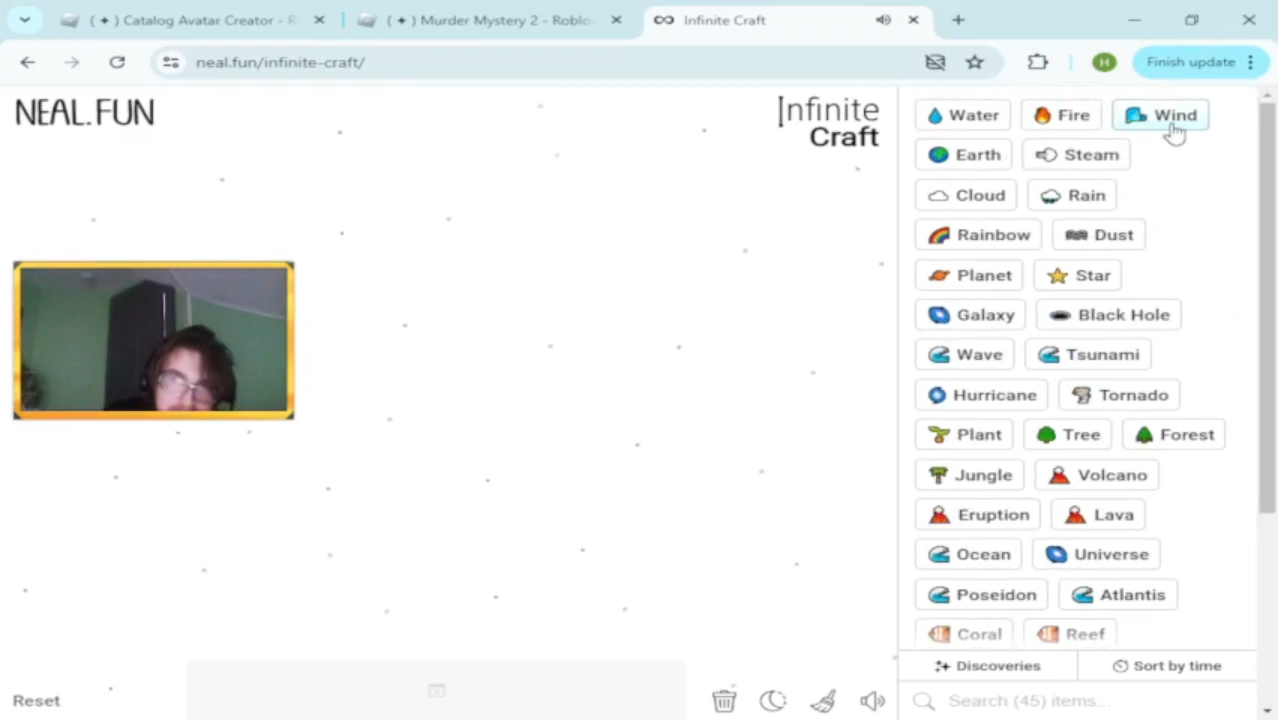 ( + ) Catalog Avatar Creator - R
( + ) Murder Mystery 2 - Roblo
Infinite Craft
neal.fun/infinite-craft/
H
Finish update
NEAL.FUN
Infinite
Craft
Water
Fire
Wind
Earth
Steam
Cloud
Rain
Rainbow
Dust
Planet
Star
Galaxy
Black Hole
Wave
Tsunami
Hurricane
Tornado
Plant
Tree
Forest
Jungle
Volcano
Eruption
Lava
Ocean
Universe
Poseidon
Atlantis
Coral
Reef
Discoveries
Sort by time
Reset
Search (45) items...